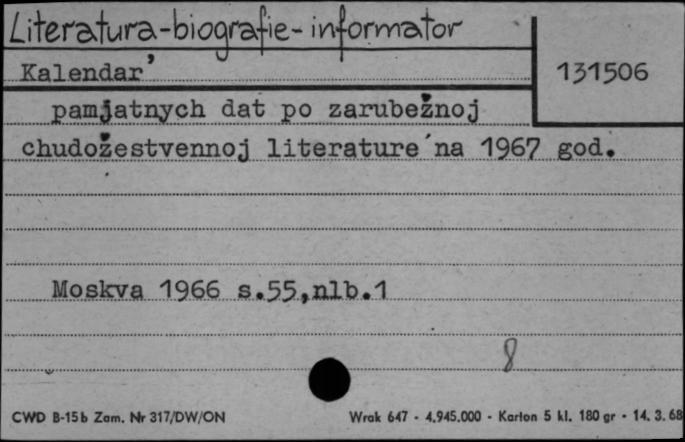 Literatura-biografie-informator
Kalendar'
131506
pamjatnych dat po zarubežnoj
chudožestvennoj literature na 1967 god.
Moskva 1966 s.55,nlb.1
8
CWD B-15b Zam. Nr 317/DW/ON
Wrak 647 - 4.945.000 - Karton 5 kl. 180 gr - 14. 3. 68